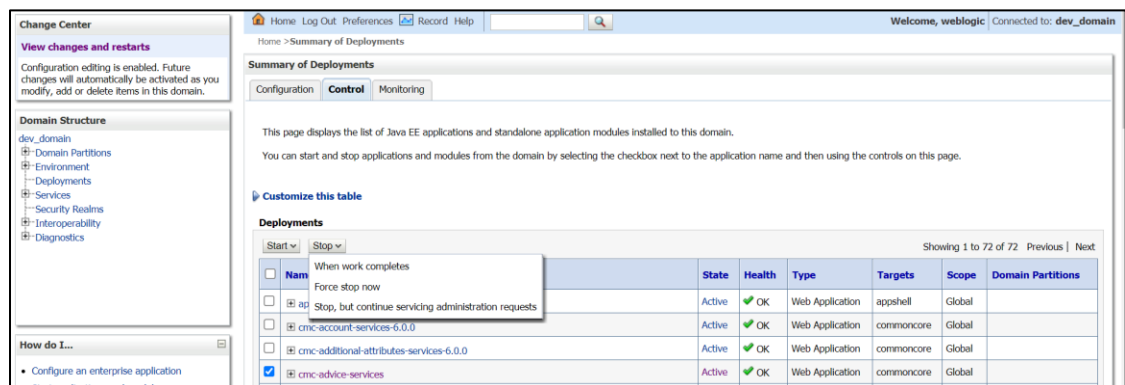 Change Center
View changes and restarts
Configuration editing is enabled. Future
changes will automatically be activated as you
modify, add or delete items in this domain.
Domain Structure
dev_domain
Domain Partitions
Environment
Deployments
Services
Security Realms
Interoperability
Diagnostics
How do I...
Configure an enterprise application
Home Log Out Preferences Record Help
Welcome, weblogic Connected to: dev_domain
Home >Summary of Deployments
Summary of Deployments
Configuration Control Monitoring
This page displays the list of Java EE applications and standalone application modules installed to this domain.
You can start and stop applications and modules from the domain by selecting the checkbox next to the application name and then using the controls on this page.
Customize this table
Deployments
Start Stop Showing 1 to 72 of 72 Previous | Next
When work completes
Force stop now
Stop, but continue servicing administration requests
Nam State Health Type Targets Scope Domain Partitions
ap Active OK Web Application appshell Global
cmc-account-services-6.0.0 Active OK Web Application commoncore Global
cmc-additional-attributes-services-6.0.0 Active OK Web Application commoncore Global
cmc-advice-services Active OK Web Application commoncore Global